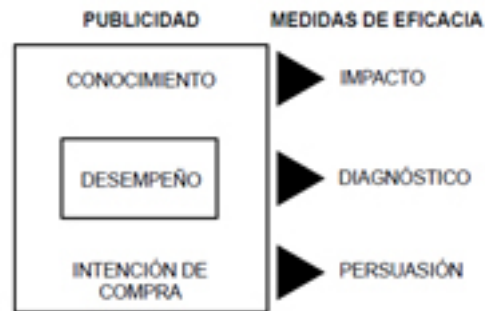 PUBLICIDAD MEDIDAS DE EFICACIA
CONOCIMIENTO IMPACTO
DESEMPEÑO DIAGNÓSTICO
INTENCIÓN DE
COMPRA
PERSUASIÓN